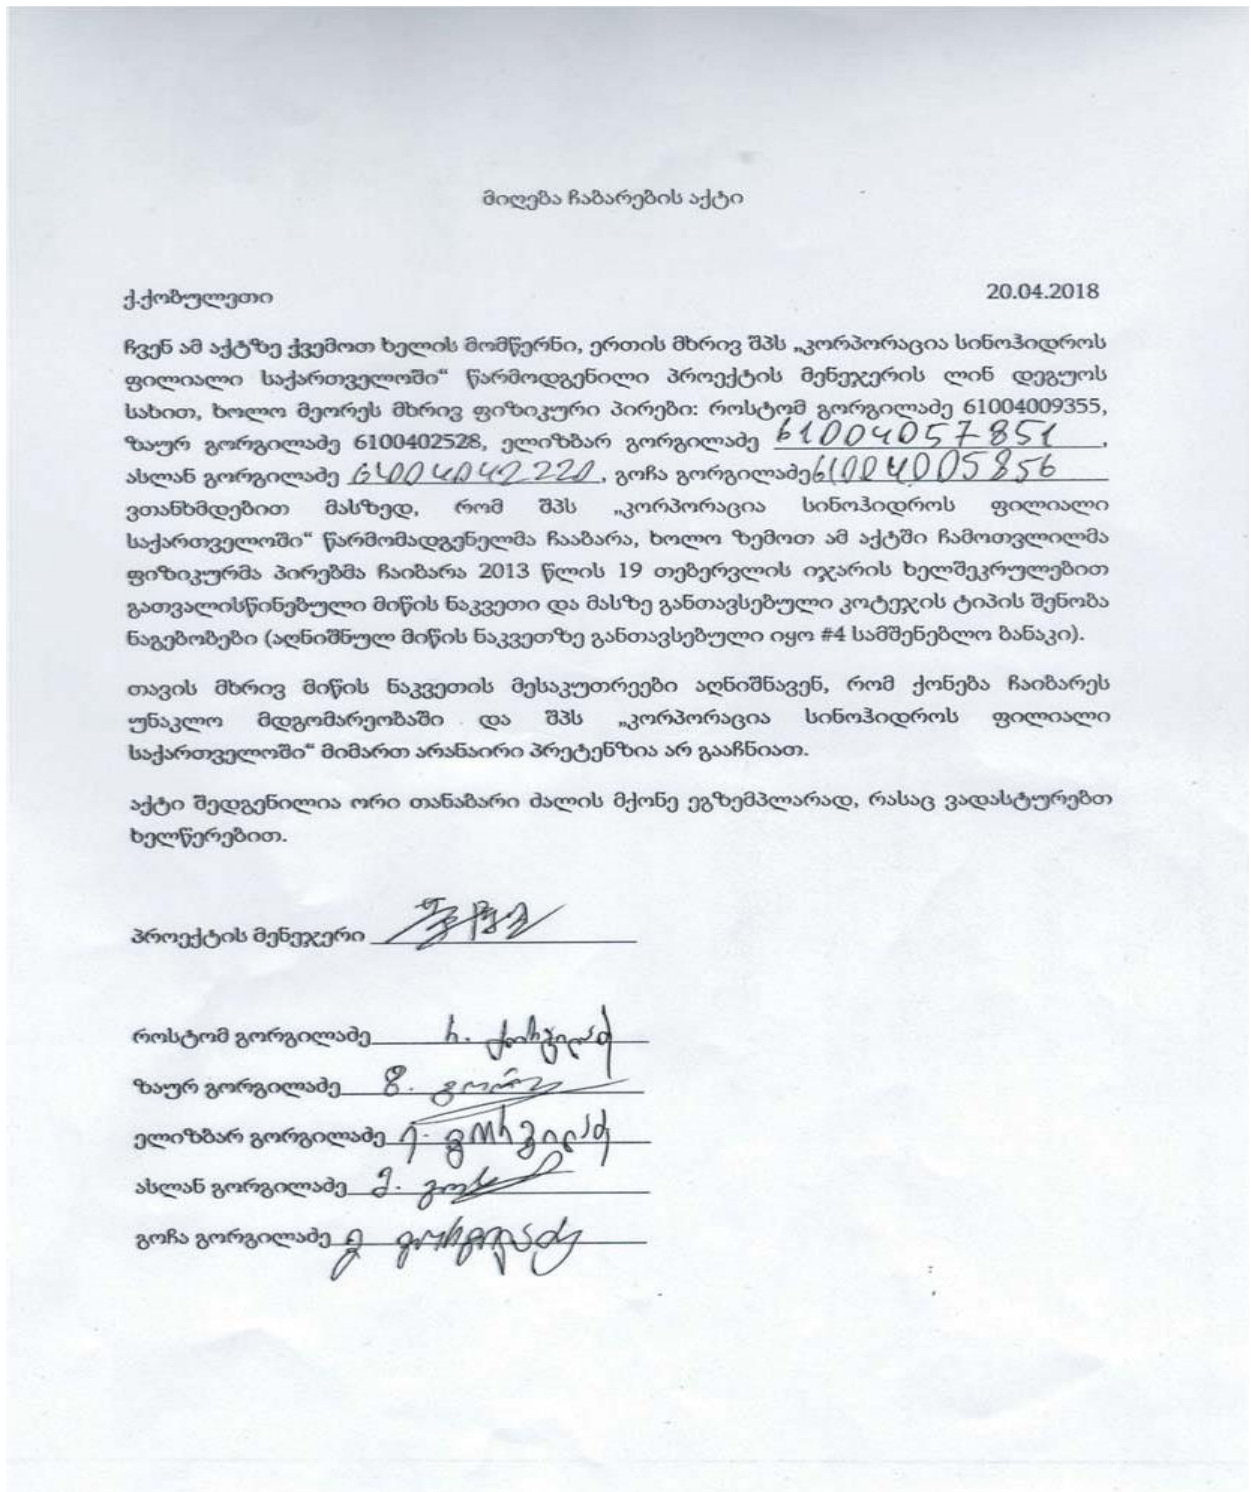 მიღება ჩაბარების აქტი
ქ.ქობულეთი 20.04.2018
ჩვენ ამ აქტზე ქვემოთ ხელის მომწერნი, ერთის მხრივ შპს „კორპორაცია სინოჰიდროს
ფილიალი საქართველოში“ წარმოდგენილი პროექტის მენეჯერის ლინ დეგუოს
სახით, ხოლო მეორეს მხრივ ფიზიკური პირები: როსტომ გორგილაძე 61004009355,
ზაურ გორგილაძე 6100402528, ელიზბარ გორგილაძე 61004057851,
ასლან გორგილაძე 61004042220, გოჩა გორგილაძე 61004005856
ვთანხმდებით მასზედ, რომ შპს „კორპორაცია სინოჰიდროს ფილიალი
საქართველოში“ წარმომადგენელმა ჩააბარა, ხოლო ზემოთ ამ აქტში ჩამოთვლილმა
ფიზიკურმა პირებმა ჩაიბარა 2013 წლის 19 თებერვლის იჯარის ხელშეკრულებით
გათვალისწინებული მიწის ნაკვეთი და მასზე განთავსებული კოტეჯის ტიპის შენობა
ნაგებობები (აღნიშნულ მიწის ნაკვეთზე განთავსებული იყო #4 სამშენებლო ბანაკი).
თავის მხრივ მიწის ნაკვეთის მესაკუთრეები აღნიშნავენ, რომ ქონება ჩაიბარეს
უნაკლო მდგომარეობაში და შპს „კორპორაცია სინოჰიდროს ფილიალი
საქართველოში“ მიმართ არანაირი პრეტენზია არ გააჩნიათ.
აქტი შედგენილია ორი თანაბარი ძალის მქონე ეგზემპლარად, რასაც ვადასტურებთ
ხელწერებით.
პროექტის მენეჯერი
როსტომ გორგილაძე რ. გორგილაძე
ზაურ გორგილაძე ზ.
ელიზბარ გორგილაძე ე. გორგილაძე
ასლან გორგილაძე
გოჩა გორგილაძე გ გორგილაძე